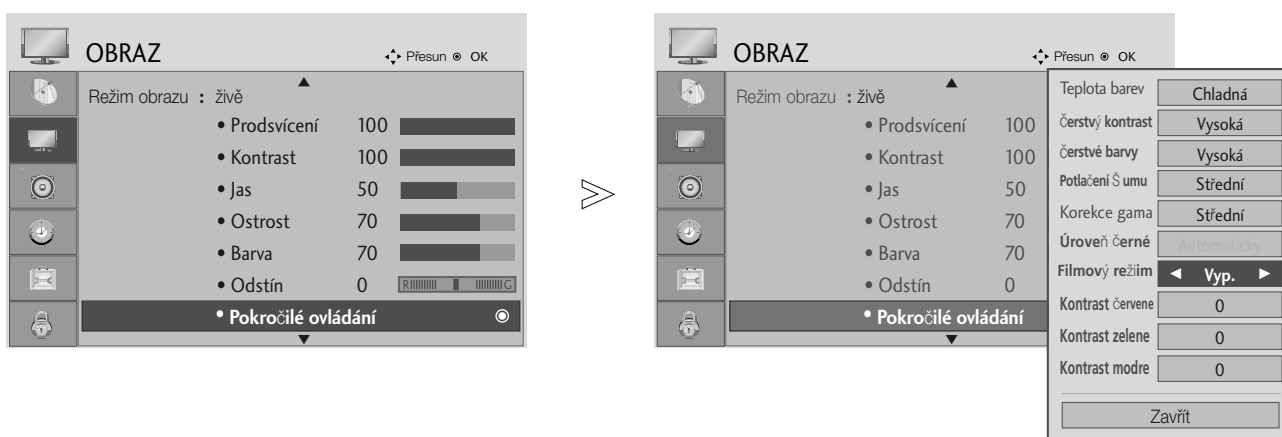 OBRAZ
Přesun OK
Režim obrazu : živě
• Prodsvícení 100
• Kontrast 100
• Jas 50
• Ostrost 70
• Barva 70
• Odstín 0 R G
• Pokročilé ovládání
OBRAZ
Přesun OK
Režim obrazu : živě
• Prodsvícení 100
• Kontrast 100
• Jas 50
• Ostrost 70
• Barva 70
• Odstín 0
• Pokročilé ovládání
Teplota barev Chladná
Čerstvý kontrast Vysoká
Čerstvé barvy Vysoká
Potlačení Š umu Střední
Korekce gama Střední
Úroveň černé Automaticky
Filmový režiim ◄ Vyp. ►
Kontrast červene 0
Kontrast zelene 0
Kontrast modre 0
Zavřít